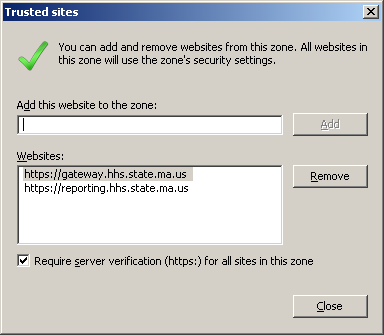 Trusted sites
You can add and remove websites from this zone. All websites in
this zone will use the zone's security settings.
Add this website to the zone:
Add
Websites:
https://gateway.hhs.state.ma.us
https://reporting.hhs.state.ma.us
Remove
Require server verification (https:) for all sites in this zone
Close